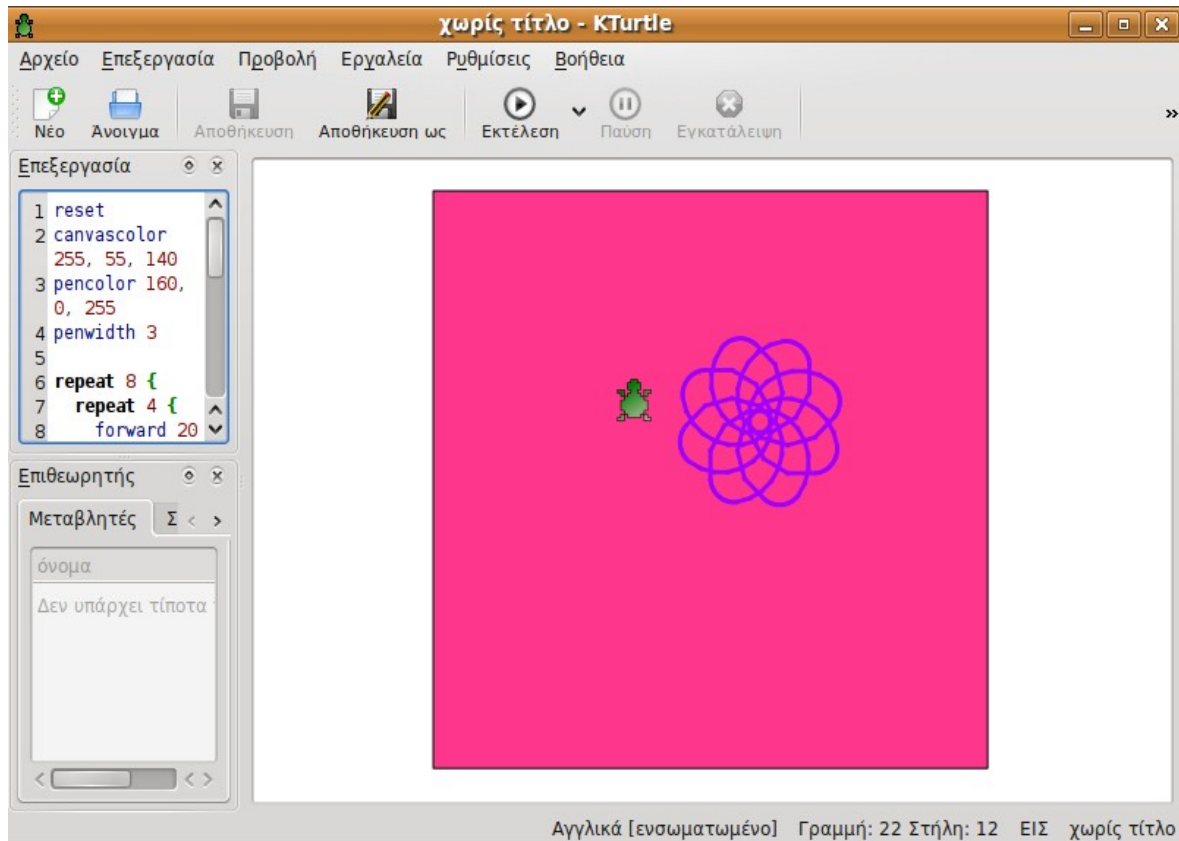 χωρίς τίτλο - KTurtle
Αρχείο Επεξεργασία Προβολή Εργαλεία Ρυθμίσεις Βοήθεια
Νέο Άνοιγμα Αποθήκευση Αποθήκευση ως Εκτέλεση Παύση Εγκατάλειψη »
Επεξεργασία
1 reset
2 canvascolor
255, 55, 140
3 pencolor 160,
0, 255
4 penwidth 3
5
6 repeat 8 {
7 repeat 4 {
8 forward 20
Επιθεωρητής
Μεταβλητές Σ
όνομα
Δεν υπάρχει τίποτα
Αγγλικά [ενσωματωμένο] Γραμμή: 22 Στήλη: 12 ΕΙΣ χωρίς τίτλο